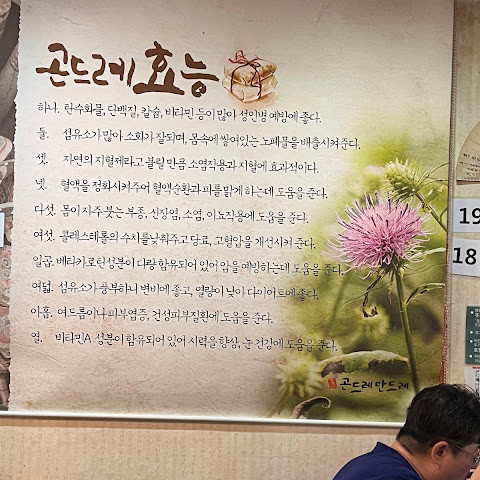 곤드레효능
하나. 탄수화물, 단백질, 칼슘, 비타민 등이 많아 성인병 예방에 좋다.
둘. 섬유소가 많아 소화가 잘되며, 몸속에 쌓여있는 노폐물을 배출시켜준다.
셋. 자연의 지혈제라고 불릴 만큼 소염작용과 지혈에 효과적이다.
넷. 혈액을 정화시켜주어 혈액순환과 피를 맑게 하는데 도움을 준다.
다섯. 몸이 자주 붓는 부종, 신장염, 소염, 이뇨작용에 도움을 준다.
여섯. 콜레스테롤의 수치를 낮춰주고 당뇨, 고혈압을 개선시켜 준다.
일곱. 베타카로틴 성분이 다량 함유되어 있어 암을 예방하는데 도움을 준다.
여덟. 섬유소가 풍부하니 변비에 좋고, 열량이 낮아 다이어트에 좋다.
아홉. 여드름이나 피부염증, 건선피부질환에 도움을 준다.
열. 비타민A 성분이 함유되어 있어 시력을 향상, 눈 건강에 도움을 준다.
곤드레만드레
19
18